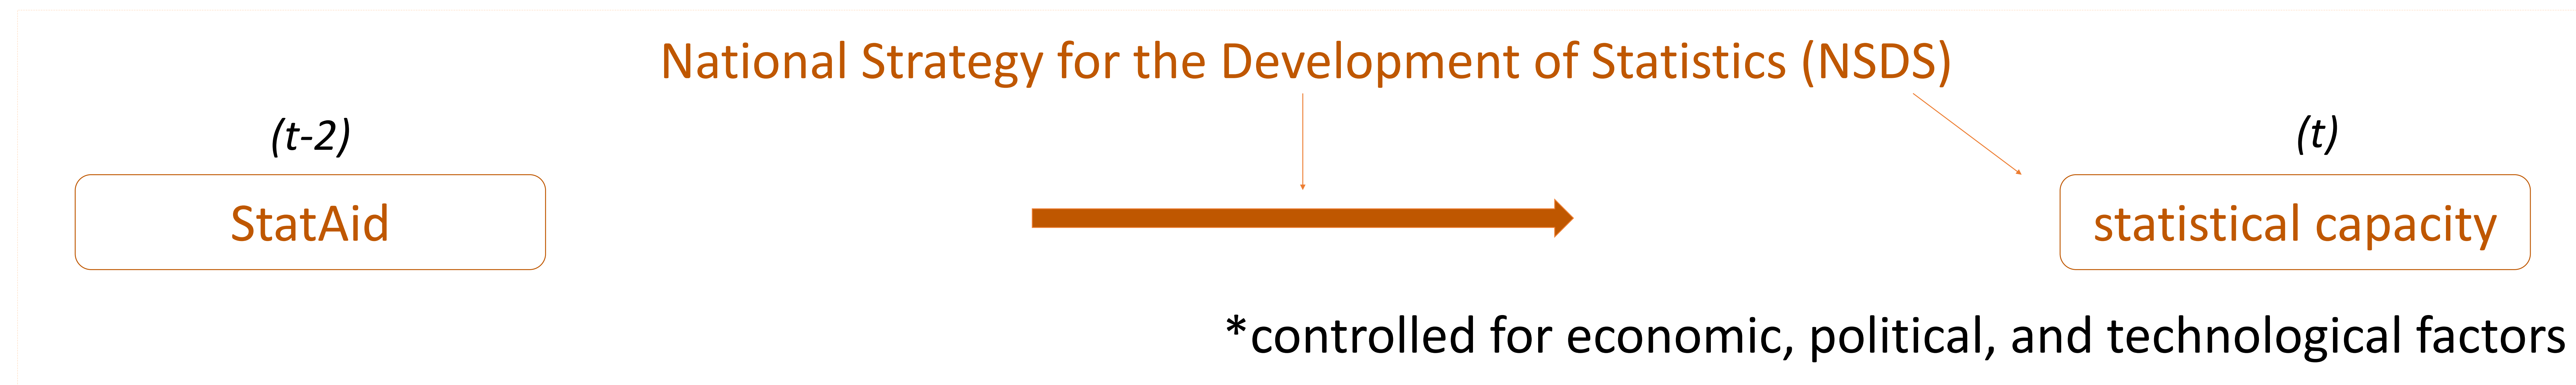 National Strategy for the Development of Statistics (NSDS)
(t-2)
(t)
StatAid
statistical capacity
*controlled for economic, political, and technological factors